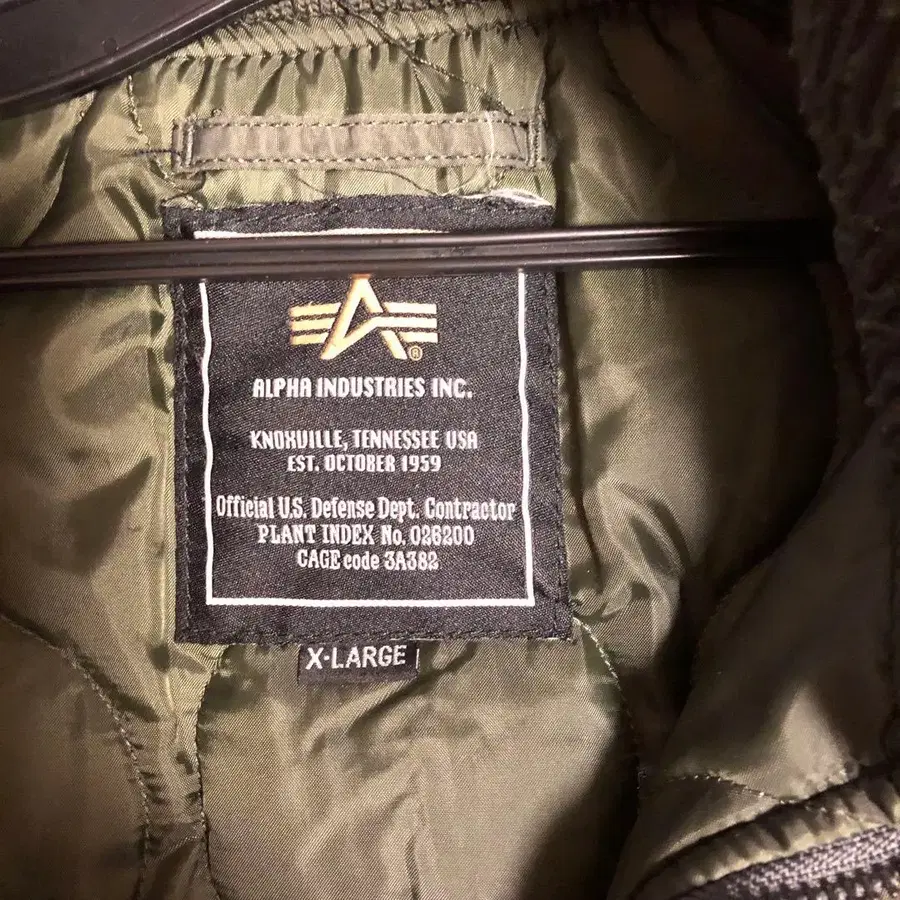 ®
ALPHA INDUSTRIES INC.
KNOXVILLE, TENNESSEE USA
EST. OCTOBER 1959
Official U.S. Defense Dept. Contractor
PLANT INDEX No. 026200
CAGE code 3A382
X-LARGE